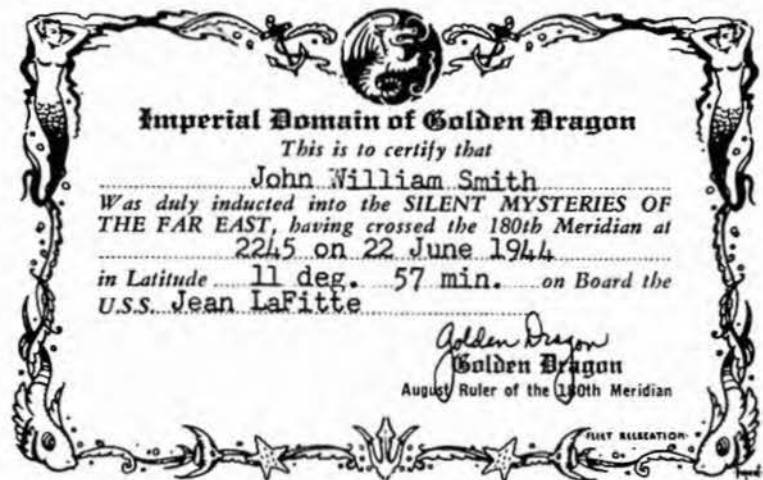 Imperial Domain of Golden Dragon
This is to certify that
John William Smith
Was duly inducted into the SILENT MYSTERIES OF
THE FAR EAST, having crossed the 180th Meridian at
2245 on 22 June 1944
in Latitude 11 deg. 57 min. on Board the
U.S.S. Jean LaFitte
Golden Dragon
Golden Dragon
August Ruler of the 180th Meridian
FLEET RECREATION